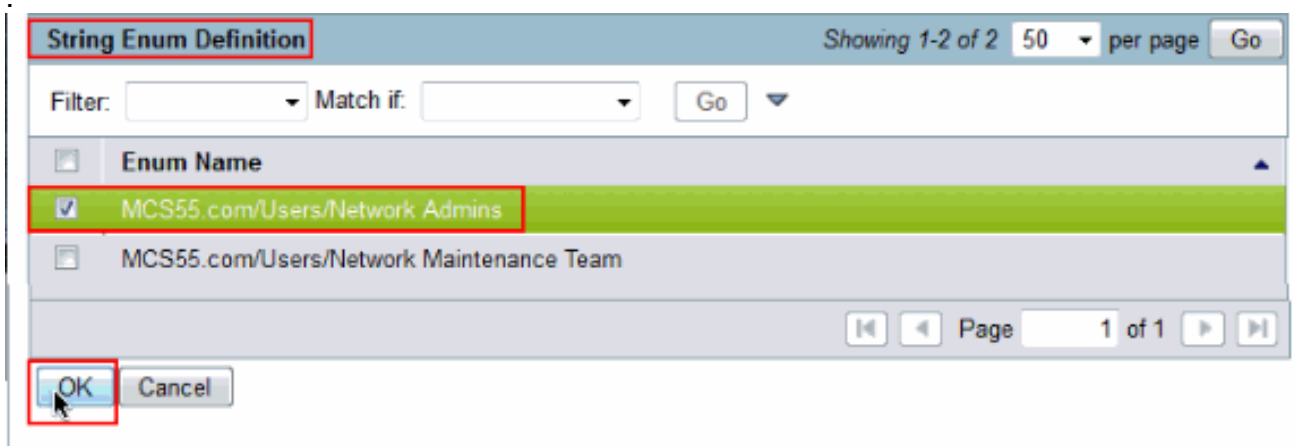 String Enum Definition Showing 1-2 of 2 50 per page Go
Filter: Match if: Go
Enum Name
MCS55.com/Users/Network Admins
MCS55.com/Users/Network Maintenance Team
Page 1 of 1
OK Cancel